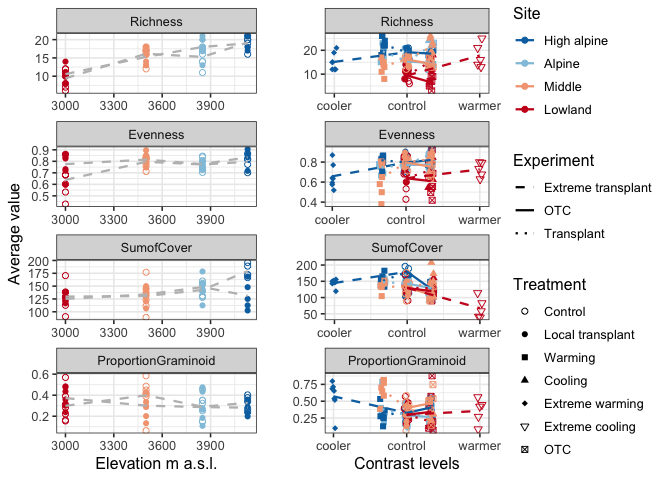 Richness
20
15
10
3000 3300 3600 3900
Evenness
0.9
0.8
0.7
0.6
0.5
3000 3300 3600 3900
SumofCover
200
175
150
125
100
3000 3300 3600 3900
ProportionGraminoid
0.6
0.4
0.2
3000 3300 3600 3900
Elevation m a.s.l.
Average value
Richness
20
10
cooler control warmer
Evenness
0.8
0.6
0.4
cooler control warmer
SumofCover
200
150
100
50
cooler control warmer
ProportionGraminoid
0.75
0.50
0.25
cooler control warmer
Contrast levels
Site
High alpine
Alpine
Middle
Lowland
Experiment
Extreme transplant
OTC
Transplant
Treatment
Control
Local transplant
Warming
Cooling
Extreme warming
Extreme cooling
OTC